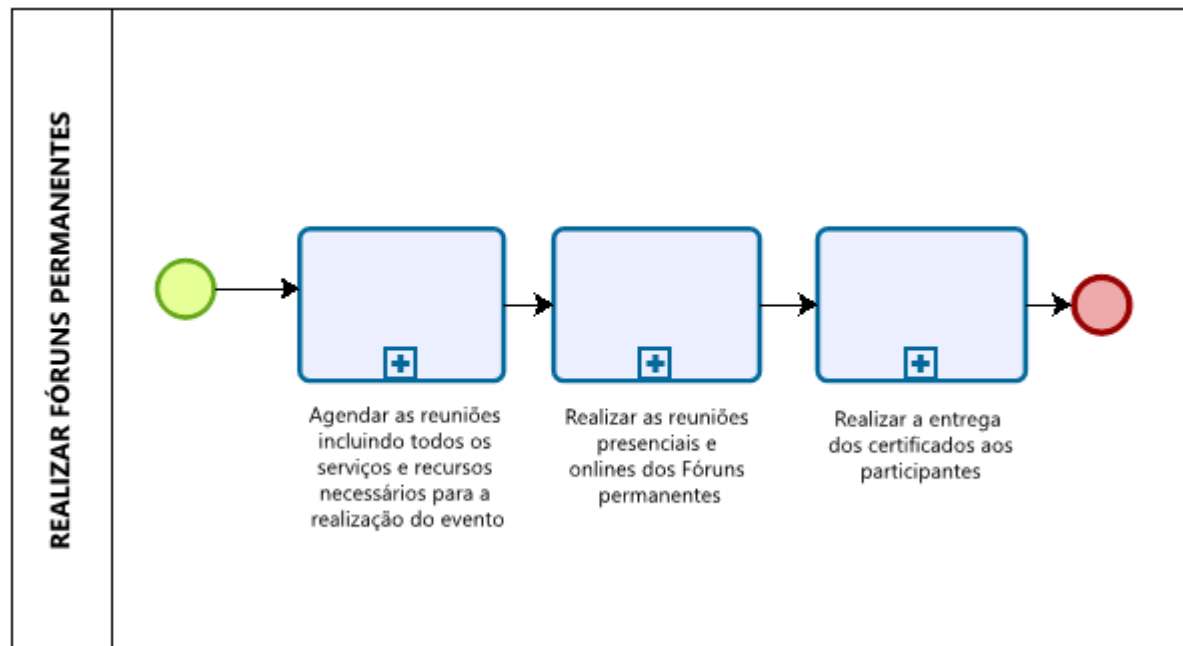 REALIZAR FÓRUNS PERMANENTES
Agendar as reuniões
incluindo todos os
serviços e recursos
necessários para a
realização do evento
Realizar as reuniões
presenciais e
onlines dos Fóruns
permanentes
Realizar a entrega
dos certificados aos
participantes